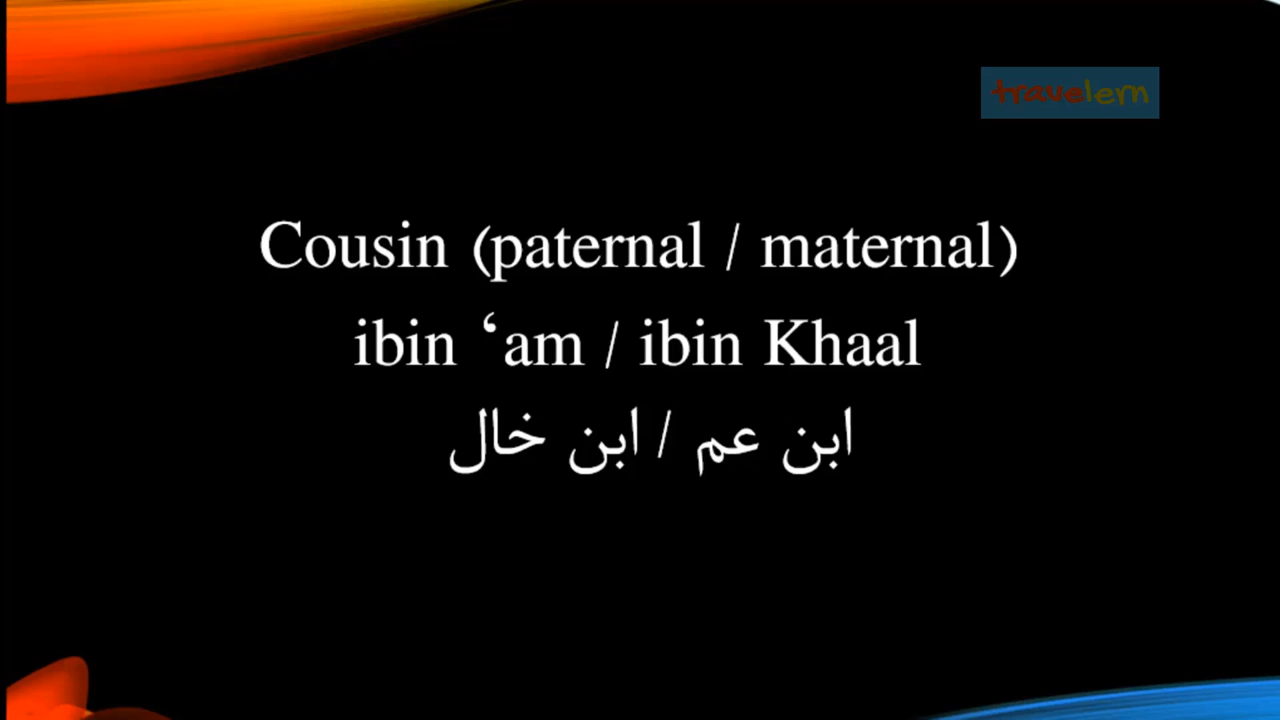 travelern
Cousin (paternal / maternal)
ibin ‘am / ibin Khaal
ابن عم / ابن خال